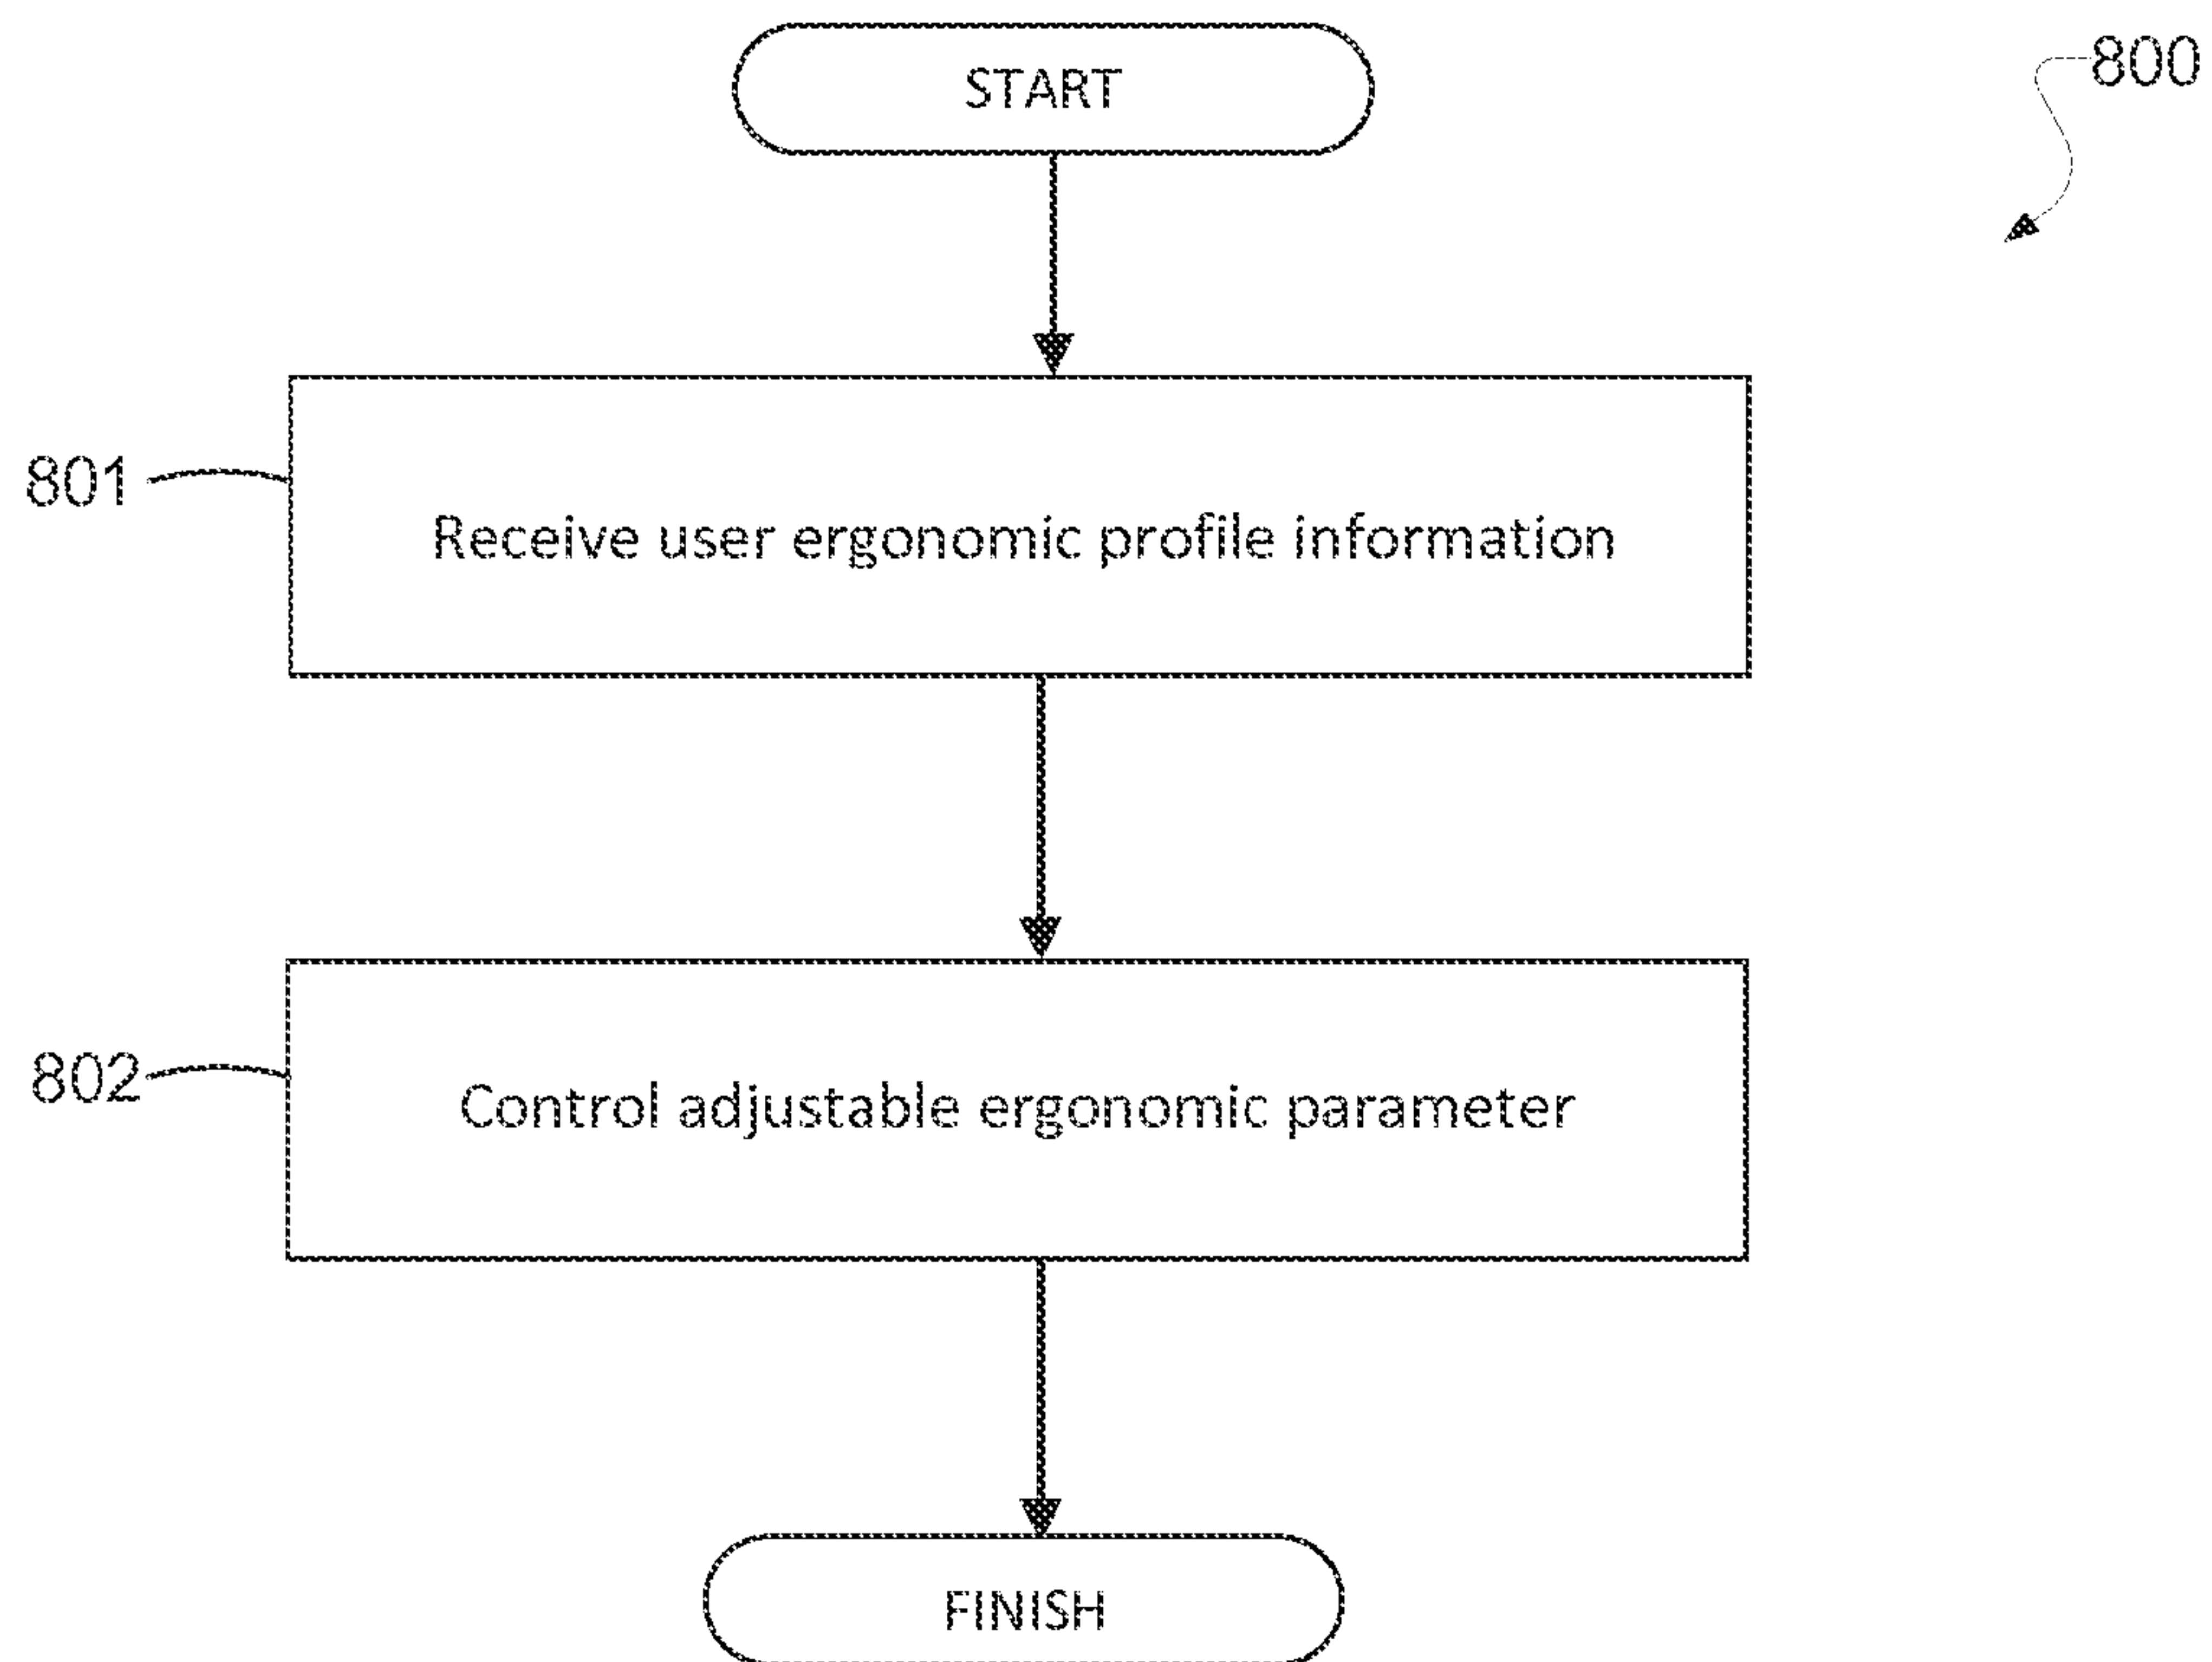 START
800
801
Receive user ergonomic profile information
802
Control adjustable ergonomic parameter
FINISH